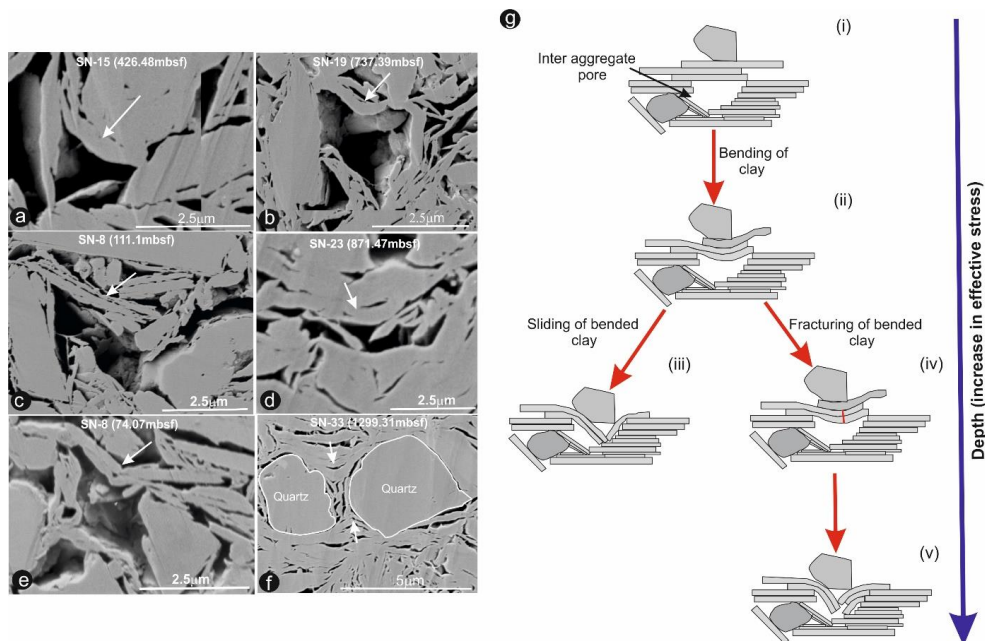 SN-15 (426.48mbsf)
2.5μm
a
SN-19 (737.39mbsf)
2.5μm
b
SN-8 (111.1mbsf)
2.5μm
c
SN-23 (871.47mbsf)
2.5μm
d
SN-8 (74.07mbsf)
2.5μm
e
SN-33 (1299.31mbsf)
Quartz
Quartz
5μm
f
g
(i)
Inter aggregate
pore
Bending of
clay
(ii)
Sliding of bended
clay
Fracturing of bended
clay
(iii)
(iv)
(v)
Depth (increase in effective stress)